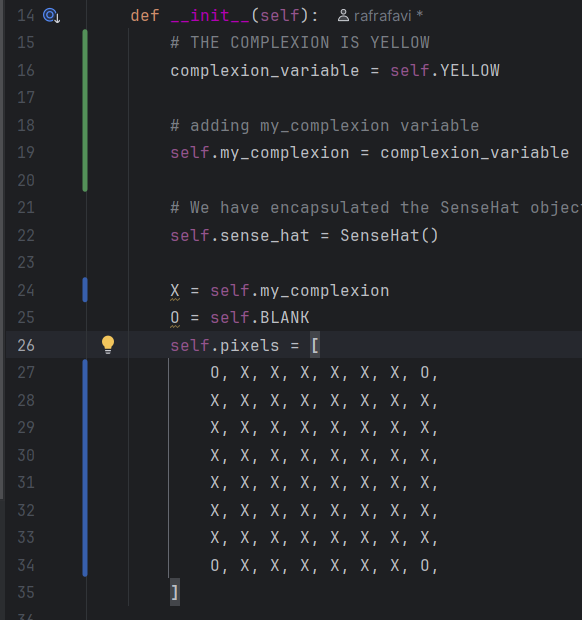 14 def __init__(self): rafrafavi *
15 # THE COMPLEXION IS YELLOW
16 complexion_variable = self.YELLOW
17
18 # adding my_complexion variable
19 self.my_complexion = complexion_variable
20
21 # We have encapsulated the SenseHat objec
22 self.sense_hat = SenseHat()
23
24 X = self.my_complexion
25 O = self.BLANK
26 self.pixels = [
27 O, X, X, X, X, X, X, O,
28 X, X, X, X, X, X, X, X,
29 X, X, X, X, X, X, X, X,
30 X, X, X, X, X, X, X, X,
31 X, X, X, X, X, X, X, X,
32 X, X, X, X, X, X, X, X,
33 X, X, X, X, X, X, X, X,
34 O, X, X, X, X, X, X, O,
35 ]
36